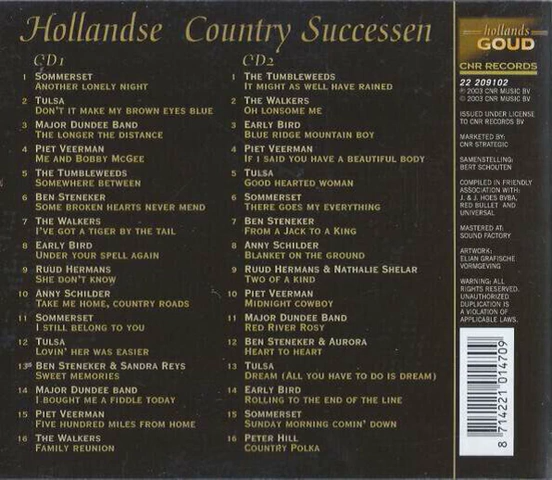 Hollandse Country Successen
CD1
1 SOMMERSET
ANOTHER LONELY NIGHT
2 TULSA
DON'T IT MAKE MY BROWN EYES BLUE
3 MAJOR DUNDEE BAND
THE LONGER THE DISTANCE
4 PIET VEERMAN
ME AND BOBBY MCGEE
5 THE TUMBLEWEEDS
SOMEWHERE BETWEEN
6 BEN STENEKER
SOME BROKEN HEARTS NEVER MEND
7 THE WALKERS
I'VE GOT A TIGER BY THE TAIL
8 EARLY BIRD
UNDER YOUR SPELL AGAIN
9 RUUD HERMANS
SHE DON'T KNOW
10 ANNY SCHILDER
TAKE ME HOME, COUNTRY ROADS
11 SOMMERSET
I STILL BELONG TO YOU
12 TULSA
LOVIN' HER WAS EASIER
13 BEN STENEKER & SANDRA REYS
SWEET MEMORIES
14 MAJOR DUNDEE BAND
I BOUGHT ME A FIDDLE TODAY
15 PIET VEERMAN
FIVE HUNDRED MILES FROM HOME
16 THE WALKERS
FAMILY REUNION
CD2
1 THE TUMBLEWEEDS
IT MIGHT AS WELL HAVE RAINED
2 THE WALKERS
OH LONSOME ME
3 EARLY BIRD
BLUE RIDGE MOUNTAIN BOY
4 PIET VEERMAN
IF I SAID YOU HAVE A BEAUTIFUL BODY
5 TULSA
GOOD HEARTED WOMAN
6 SOMMERSET
THERE GOES MY EVERYTHING
7 BEN STENEKER
FROM A JACK TO A KING
8 ANNY SCHILDER
BLANKET ON THE GROUND
9 RUUD HERMANS & NATHALIE SHELAR
TWO OF A KIND
10 PIET VEERMAN
MIDNIGHT COWBOY
11 MAJOR DUNDEE BAND
RED RIVER ROSY
12 BEN STENEKER & AURORA
HEART TO HEART
13 TULSA
DREAM (ALL YOU HAVE TO DO IS DREAM)
14 EARLY BIRD
ROLLING TO THE END OF THE LINE
15 SOMMERSET
SUNDAY MORNING COMIN' DOWN
16 PETER HILL
COUNTRY POLKA
hollands
GOUD
CNR RECORDS
22 209102
℗ 2003 CNR MUSIC BV
© 2003 CNR MUSIC BV
ISSUED UNDER LICENSE
TO CNR RECORDS BV
MARKETED BY:
CNR STRATEGIC
SAMENSTELLING:
BERT SCHOUTEN
COMPILED IN FRIENDLY
ASSOCIATION WITH:
J. & J. HOES BVBA,
RED BULLET AND
UNIVERSAL
MASTERED AT:
SOUND FACTORY
ARTWORK:
ELIAN GRAFISCHE
VORMGEVING
WARNING: ALL
RIGHTS RESERVED.
UNAUTHORIZED
DUPLICATION IS
A VIOLATION OF
APPLICABLE LAWS.
8 714221 014709